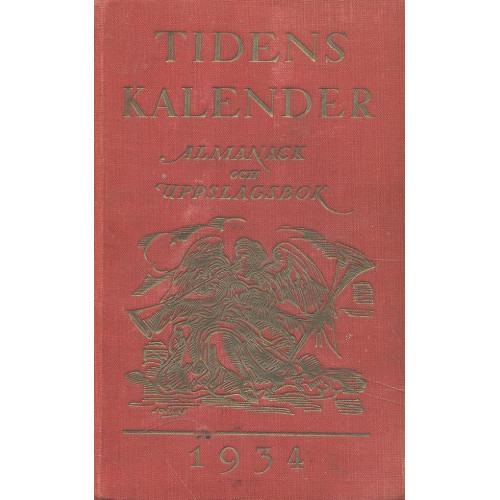 TIDENS
KALENDER
ALMANACK
OCH
UPPSLAGSBOK
1934